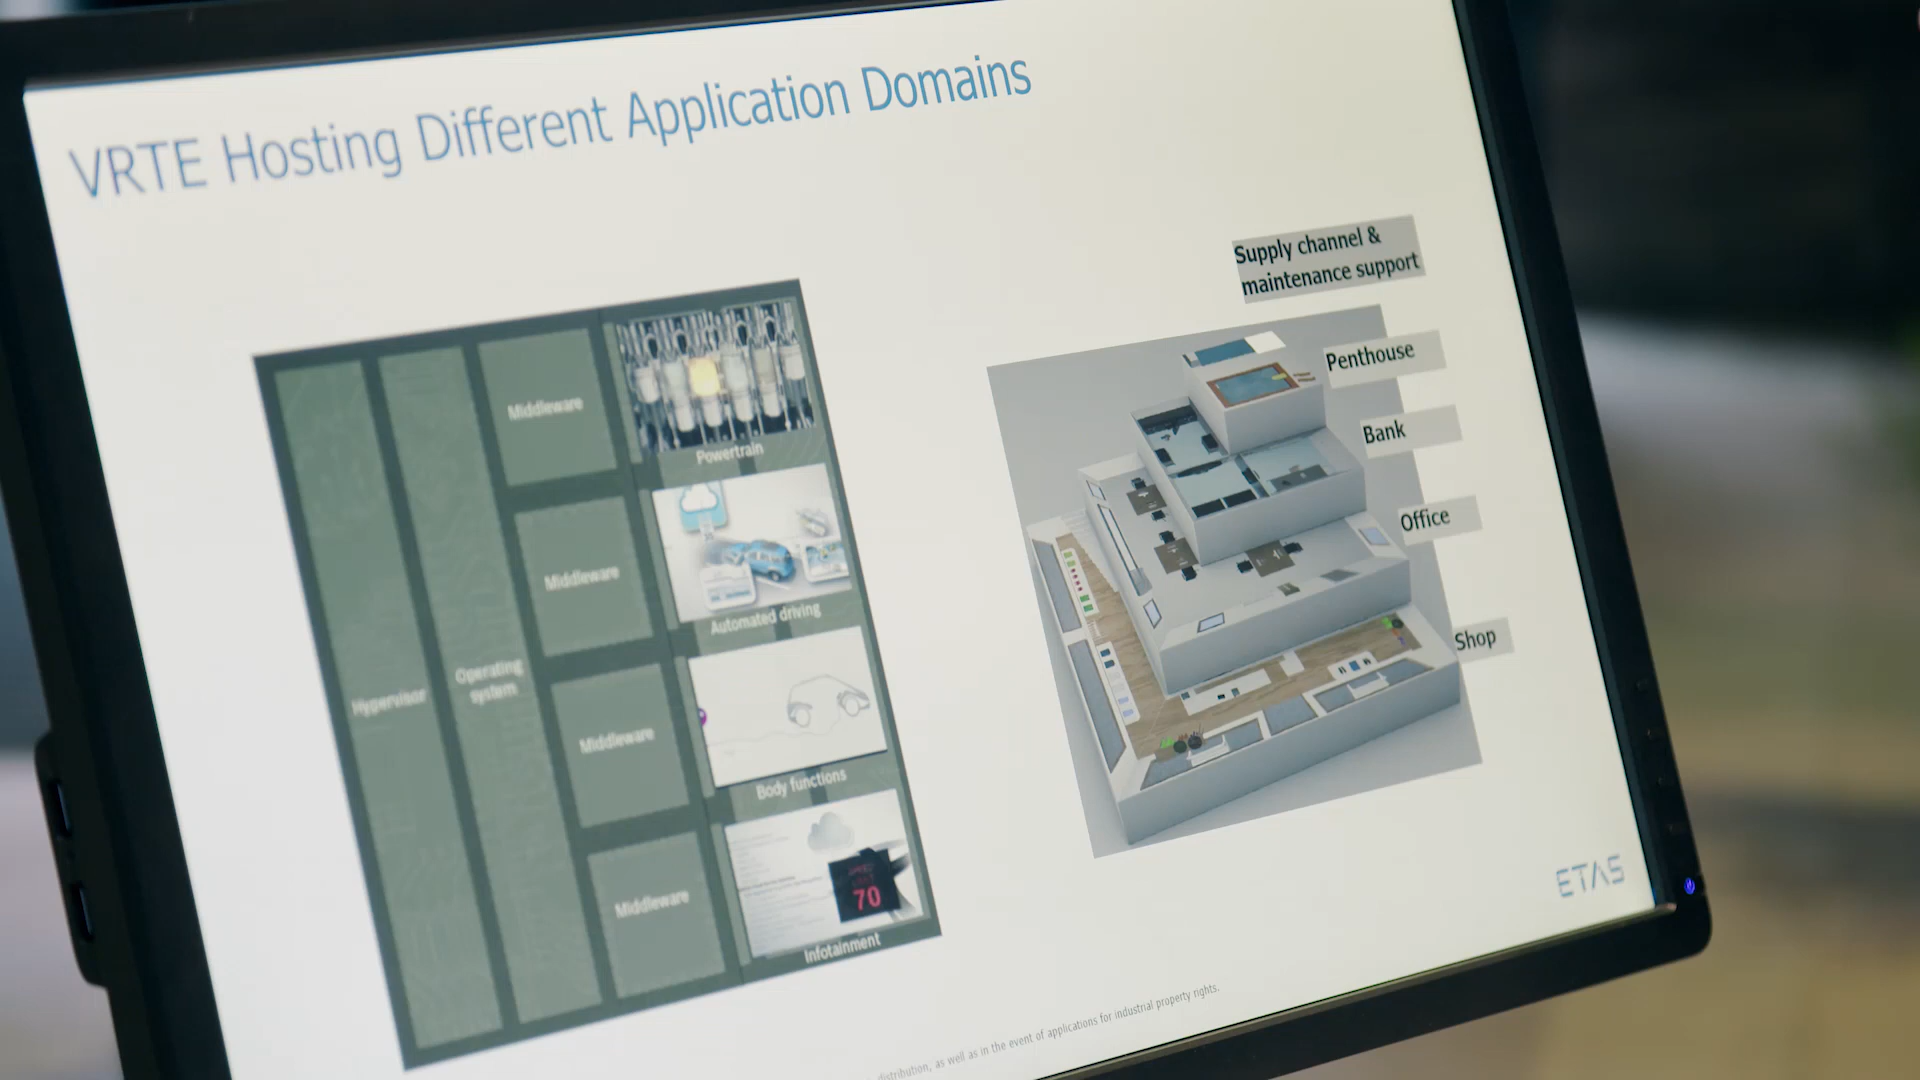 VRTE Hosting Different Application Domains
Hypervisor
Operating
system
Middleware
Powertrain
Middleware
Automated driving
Middleware
Body functions
Middleware
70
Infotainment
Supply channel &
maintenance support
Penthouse
Bank
Office
Shop
ETAS
distribution, as well as in the event of applications for industrial property rights.